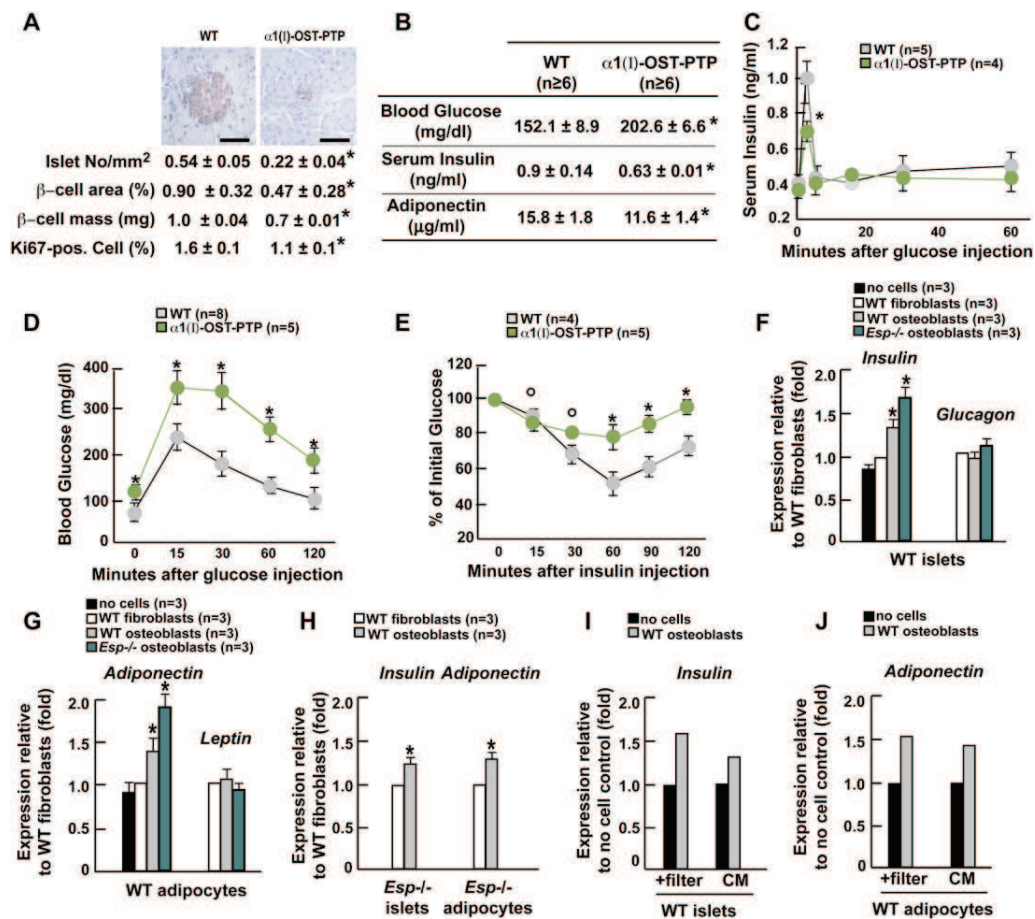 A
WT α1(I)-OST-PTP
Islet No/mm² 0.54 ± 0.05 0.22 ± 0.04*
β-cell area (%) 0.90 ± 0.32 0.47 ± 0.28*
β-cell mass (mg) 1.0 ± 0.04 0.7 ± 0.01*
Ki67-pos. Cell (%) 1.6 ± 0.1 1.1 ± 0.1*
B
WT α1(I)-OST-PTP
(n≥6) (n≥6)
Blood Glucose
(mg/dl)
152.1 ± 8.9 202.6 ± 6.6*
Serum Insulin
(ng/ml)
0.9 ± 0.14 0.63 ± 0.01*
Adiponectin
(μg/ml)
15.8 ± 1.8 11.6 ± 1.4*
C
WT (n=5)
α1(I)-OST-PTP (n=4)
Serum Insulin (ng/ml)
1.4
1.2
1.0
0.8
0.6
0.4
0.2
*
0 20 40 60
Minutes after glucose injection
D
WT (n=8)
α1(I)-OST-PTP (n=5)
Blood Glucose (mg/dl)
400
300
200
100
0
* * * * *
0 15 30 60 120
Minutes after glucose injection
E
WT (n=4)
α1(I)-OST-PTP (n=5)
% of Initial Glucose
120
100
80
60
40
20
° ° * * *
0 15 30 60 90 120
Minutes after insulin injection
F
no cells (n=3)
WT fibroblasts (n=3)
WT osteoblasts (n=3)
Esp-/- osteoblasts (n=3)
Insulin
Glucagon
Expression relative
to WT fibroblasts (fold)
2.0
1.5
1.0
0.5
0
* *
WT islets
G
no cells (n=3)
WT fibroblasts (n=3)
WT osteoblasts (n=3)
Esp-/- osteoblasts (n=3)
Adiponectin
Leptin
Expression relative
to WT fibroblasts (fold)
2.0
1.5
1.0
0.5
0
* *
WT adipocytes
H
WT fibroblasts (n=3)
WT osteoblasts (n=3)
Insulin Adiponectin
Expression relative
to WT fibroblasts (fold)
2.0
1.5
1.0
0.5
0
* *
Esp-/- Esp-/-
islets adipocytes
I
no cells
WT osteoblasts
Insulin
Expression relative
to no cell control (fold)
2.0
1.5
1.0
0.5
0
+filter CM
WT islets
J
no cells
WT osteoblasts
Adiponectin
Expression relative
to no cell control (fold)
2.0
1.5
1.0
0.5
0
+filter CM
WT adipocytes